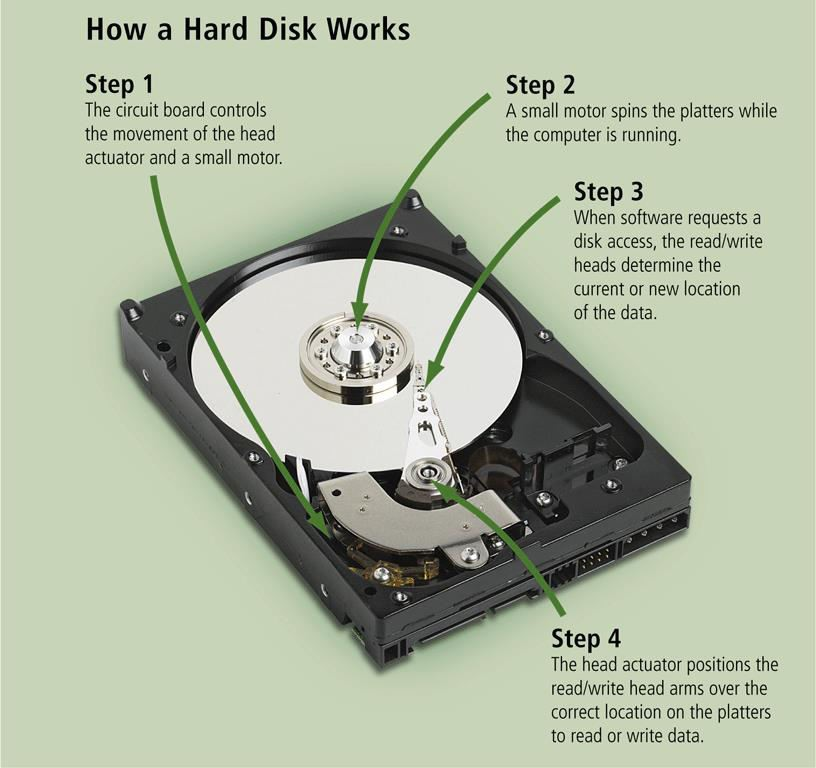 How a Hard Disk Works
Step 1
The circuit board controls
the movement of the head
actuator and a small motor.
Step 2
A small motor spins the platters while
the computer is running.
Step 3
When software requests a
disk access, the read/write
heads determine the
current or new location
of the data.
Step 4
The head actuator positions the
read/write head arms over the
correct location on the platters
to read or write data.